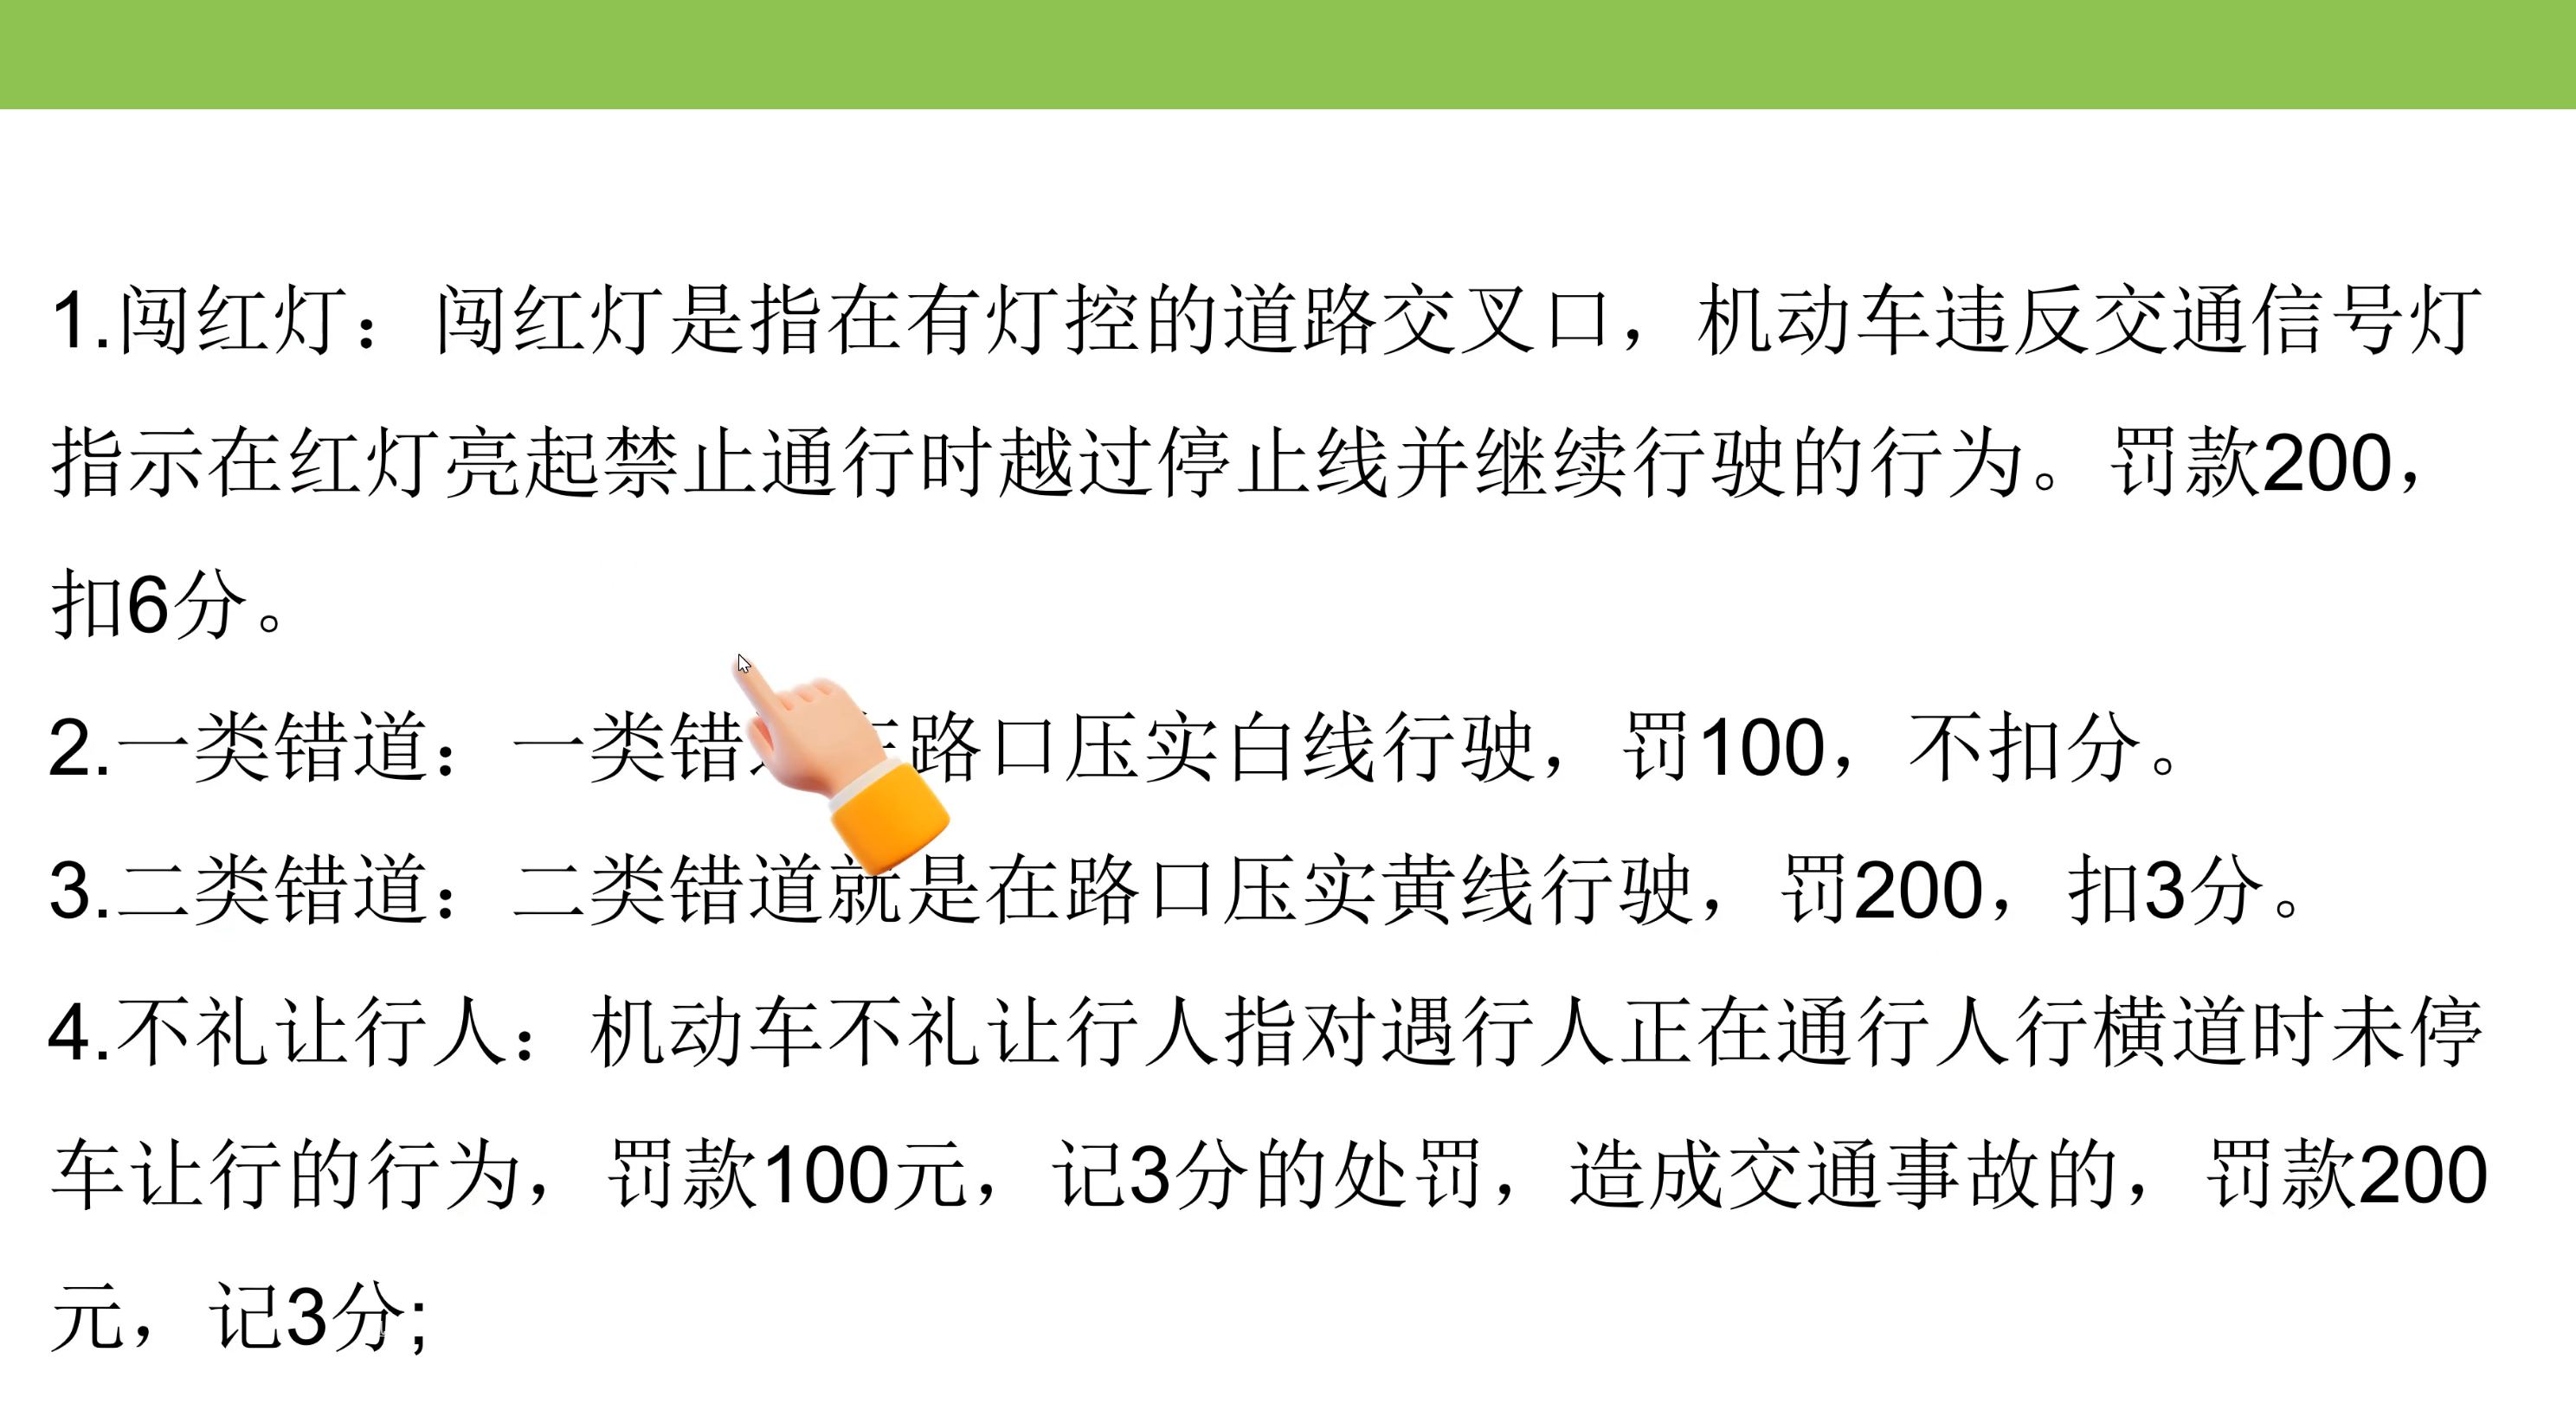 1.闯红灯：闯红灯是指在有灯控的道路交叉口，机动车违反交通信号灯
指示在红灯亮起禁止通行时越过停止线并继续行驶的行为。罚款200，
扣6分。
2.一类错道：一类错在路口压实白线行驶，罚100，不扣分。
3.二类错道：二类错道就是在路口压实黄线行驶，罚200，扣3分。
4.不礼让行人：机动车不礼让行人指对遇行人正在通行人行横道时未停
车让行的行为，罚款100元，记3分的处罚，造成交通事故的，罚款200
元，记3分;